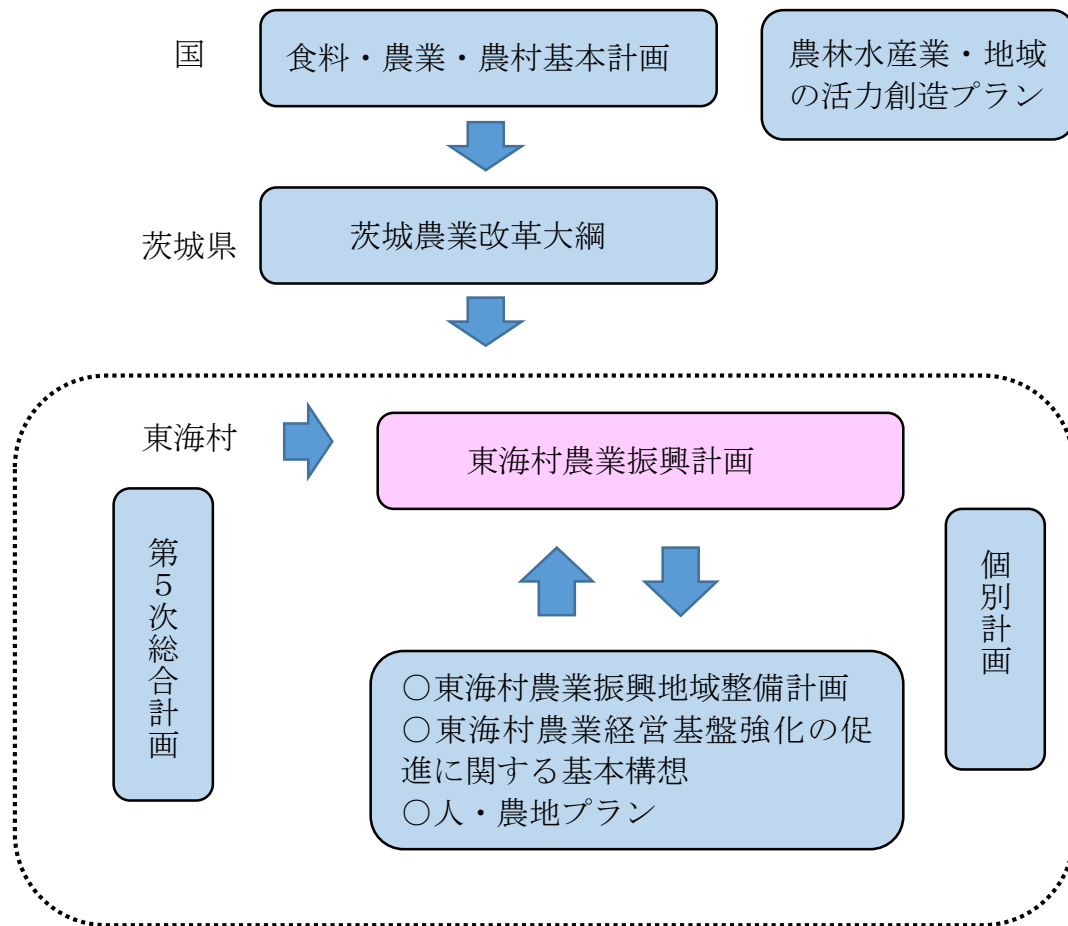 国
食料・農業・農村基本計画
農林水産業・地域
の活力創造プラン
茨城県
茨城農業改革大綱
東海村
東海村農業振興計画
第５次総合計画
個別計画
○東海村農業振興地域整備計画
○東海村農業経営基盤強化の促
進に関する基本構想
○人・農地プラン